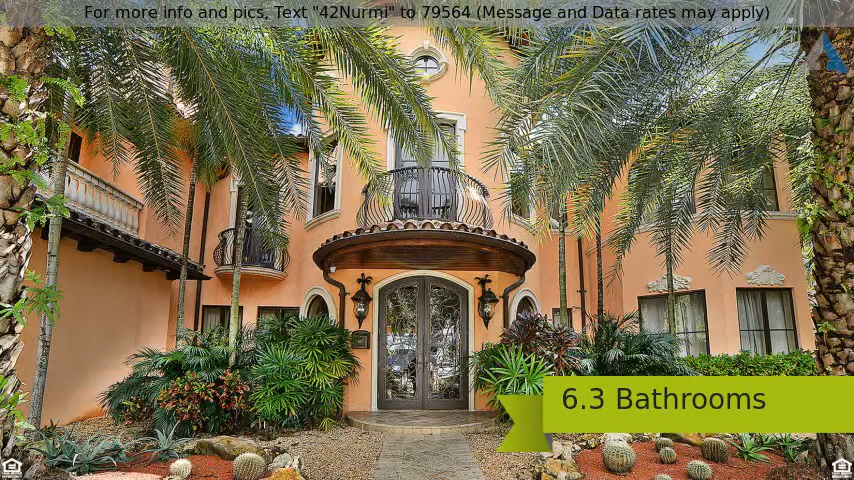 For more info and pics, Text "42Nurmi" to 79564 (Message and Data rates may apply)
6.3 Bathrooms